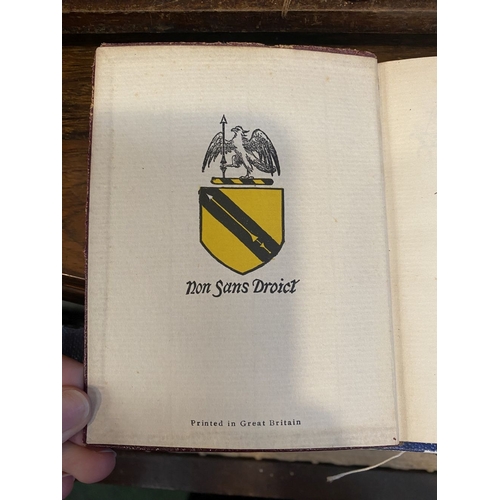 Non Sans Droict
Printed in Great Britain